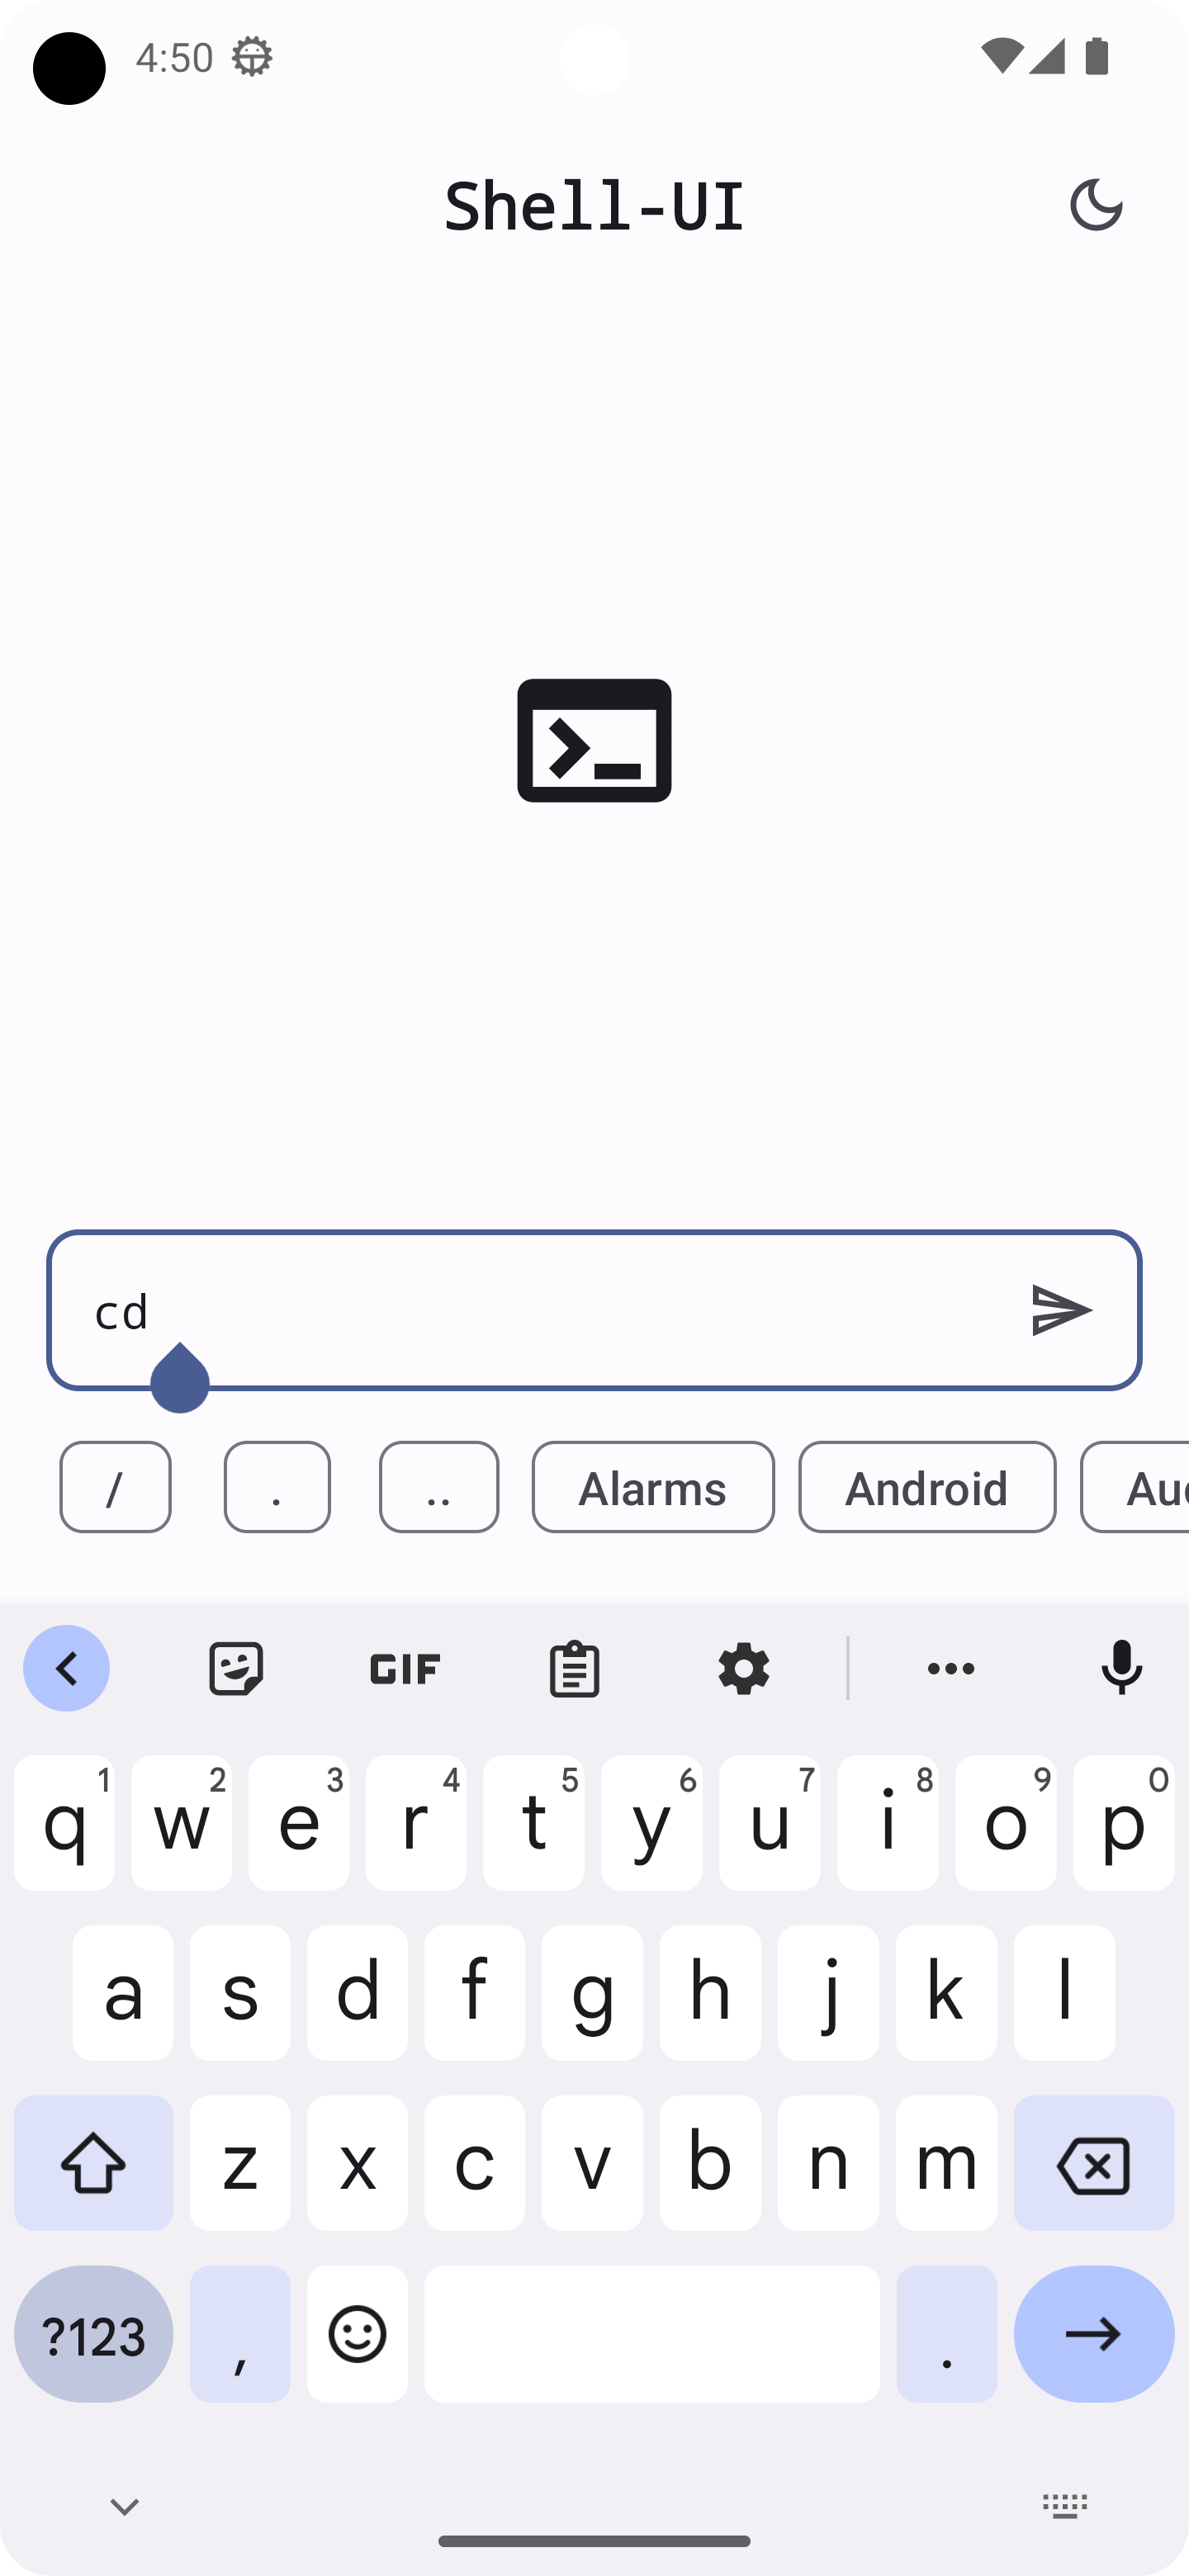 4:50
Shell-UI
cd
/ . .. Alarms Android
GIF
q1 w2 e3 r4 t5 y6 u7 i8 o9 p0
a s d f g h j k l
z x c v b n m
?123 , .